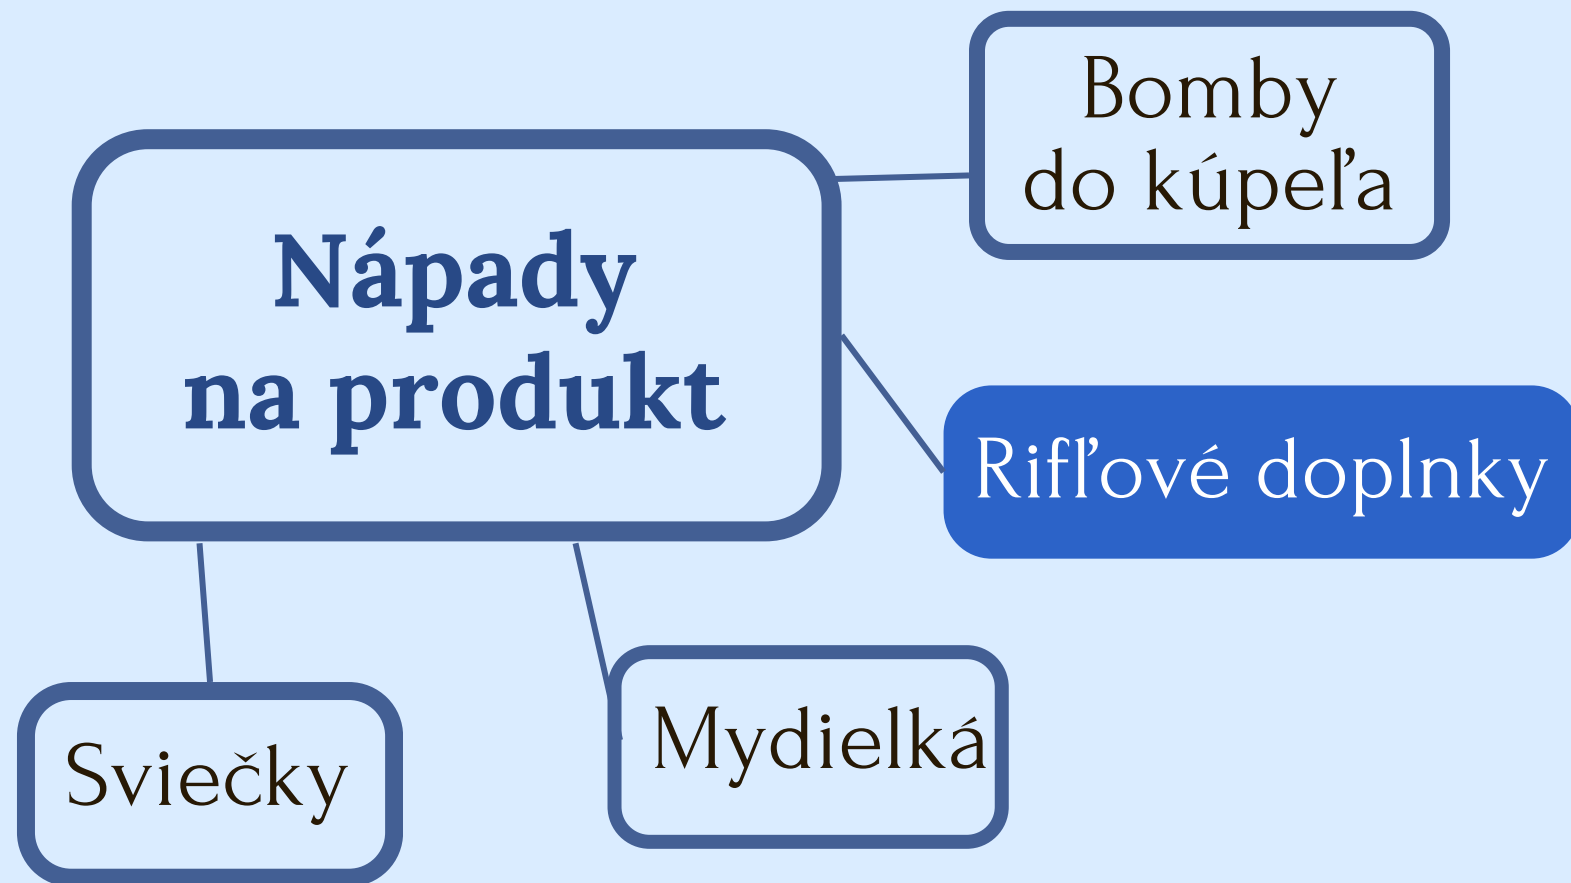 Bomby
do kúpeľa
Nápady
na produkt
Rifľové doplnky
Mydielká
Sviečky